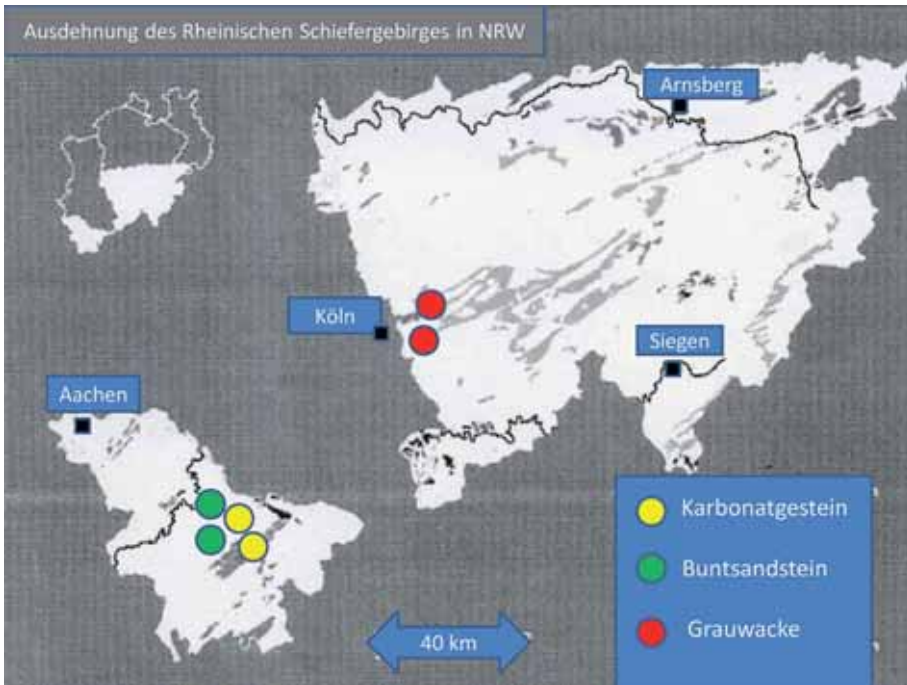 Ausdehnung des Rheinischen Schiefergebirges in NRW
Arnsberg
Köln
Siegen
Aachen
Karbonatgestein
Buntsandstein
Grauwacke
40 km